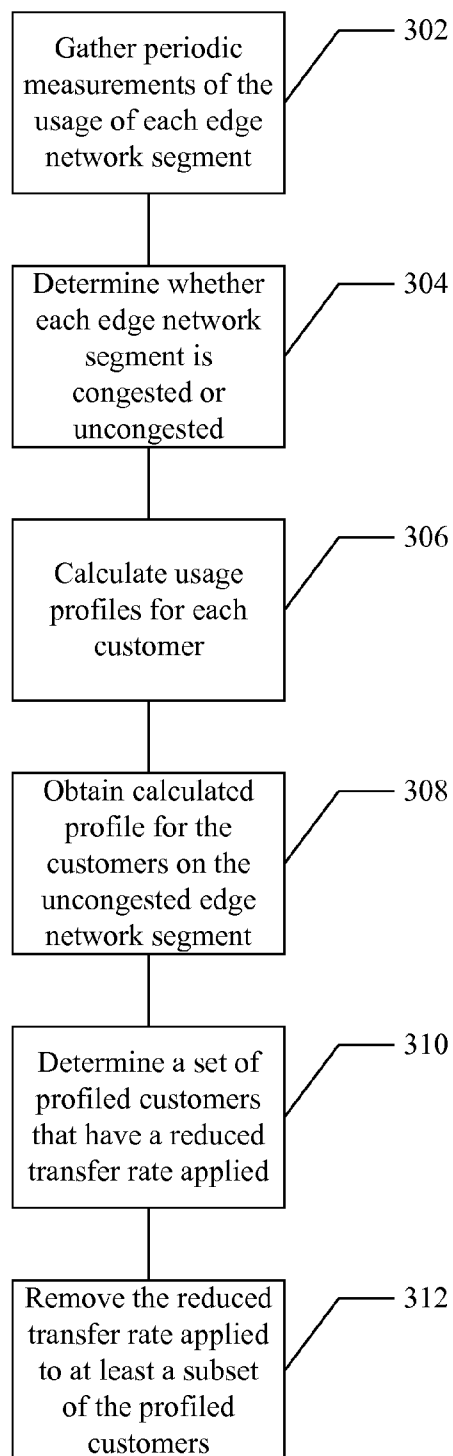 Gather periodic
measurements of the
usage of each edge
network segment
302
Determine whether
each edge network
segment is
congested or
uncongested
304
Calculate usage
profiles for each
customer
306
Obtain calculated
profile for the
customers on the
uncongested edge
network segment
308
Determine a set of
profiled customers
that have a reduced
transfer rate applied
310
Remove the reduced
transfer rate applied
to at least a subset
of the profiled
customers
312